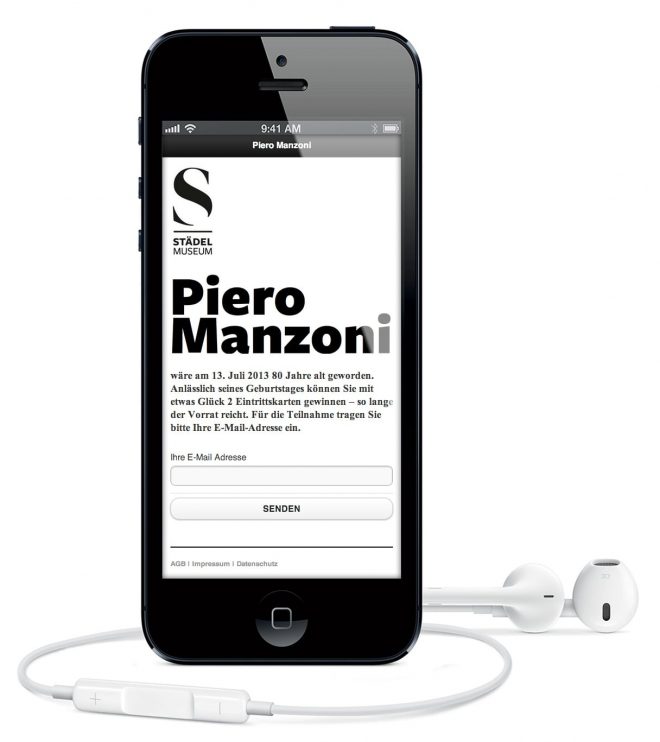 9:41 AM
Piero Manzoni
S
STÄDEL
MUSEUM
Piero
Manzoni
wäre am 13. Juli 2013 80 Jahre alt geworden.
Anlässlich seines Geburtstages können Sie mit
etwas Glück 2 Eintrittskarten gewinnen – so lange
der Vorrat reicht. Für die Teilnahme tragen Sie
bitte Ihre E-Mail-Adresse ein.
Ihre E-Mail Adresse
SENDEN
AGB | Impressum | Datenschutz
+ −